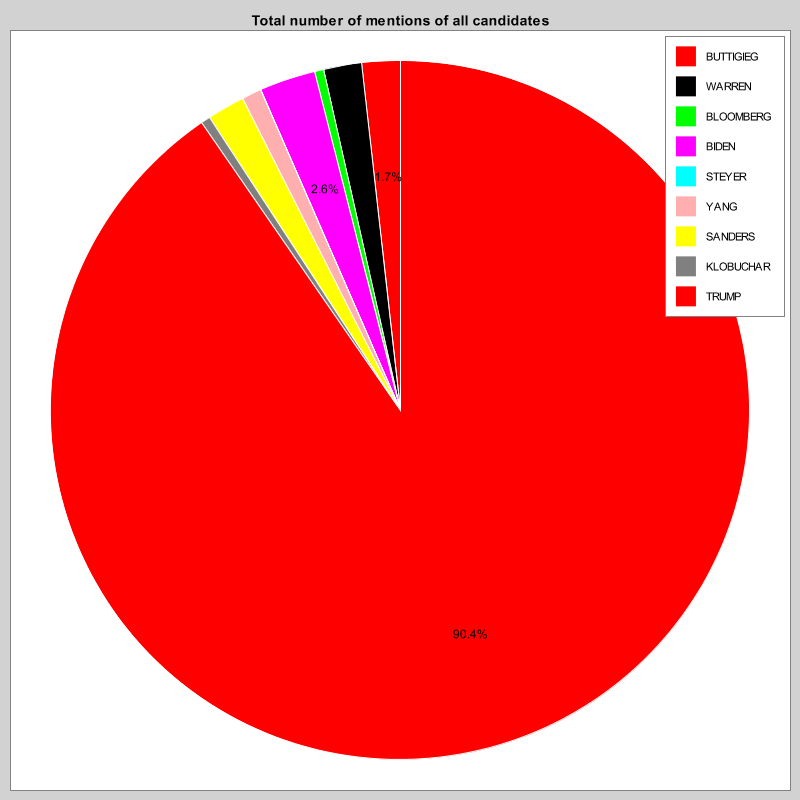 Total number of mentions of all candidates
BUTTIGIEG
WARREN
BLOOMBERG
BIDEN
STEYER
YANG
SANDERS
KLOBUCHAR
TRUMP
1.7%
2.6%
90.4%